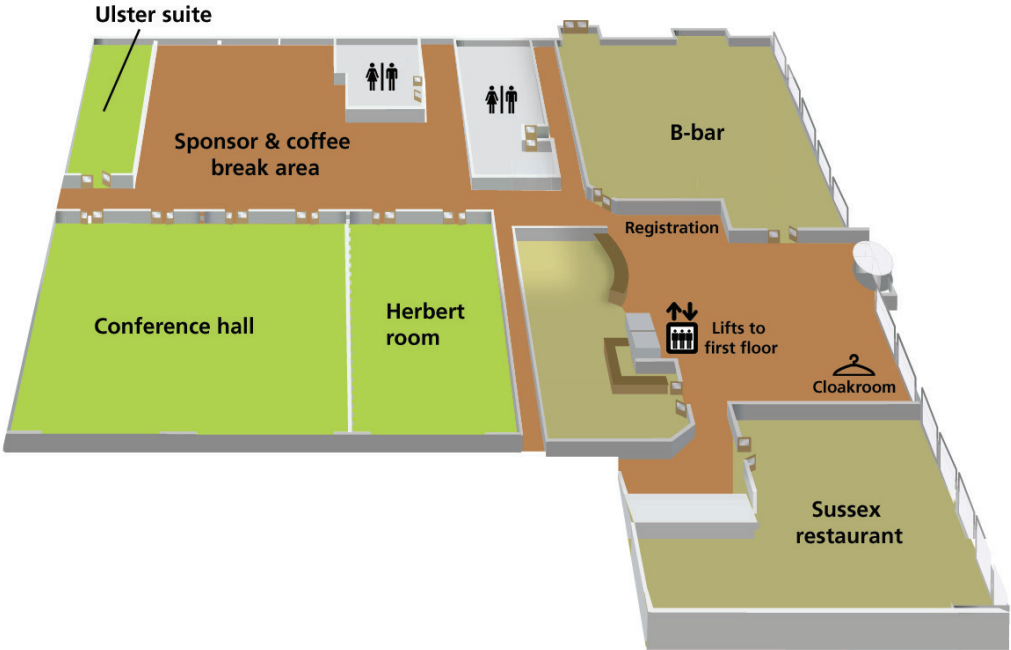 Ulster suite
Sponsor & coffee
break area
B-bar
Registration
Conference hall
Herbert
room
Lifts to
first floor
Cloakroom
Sussex
restaurant